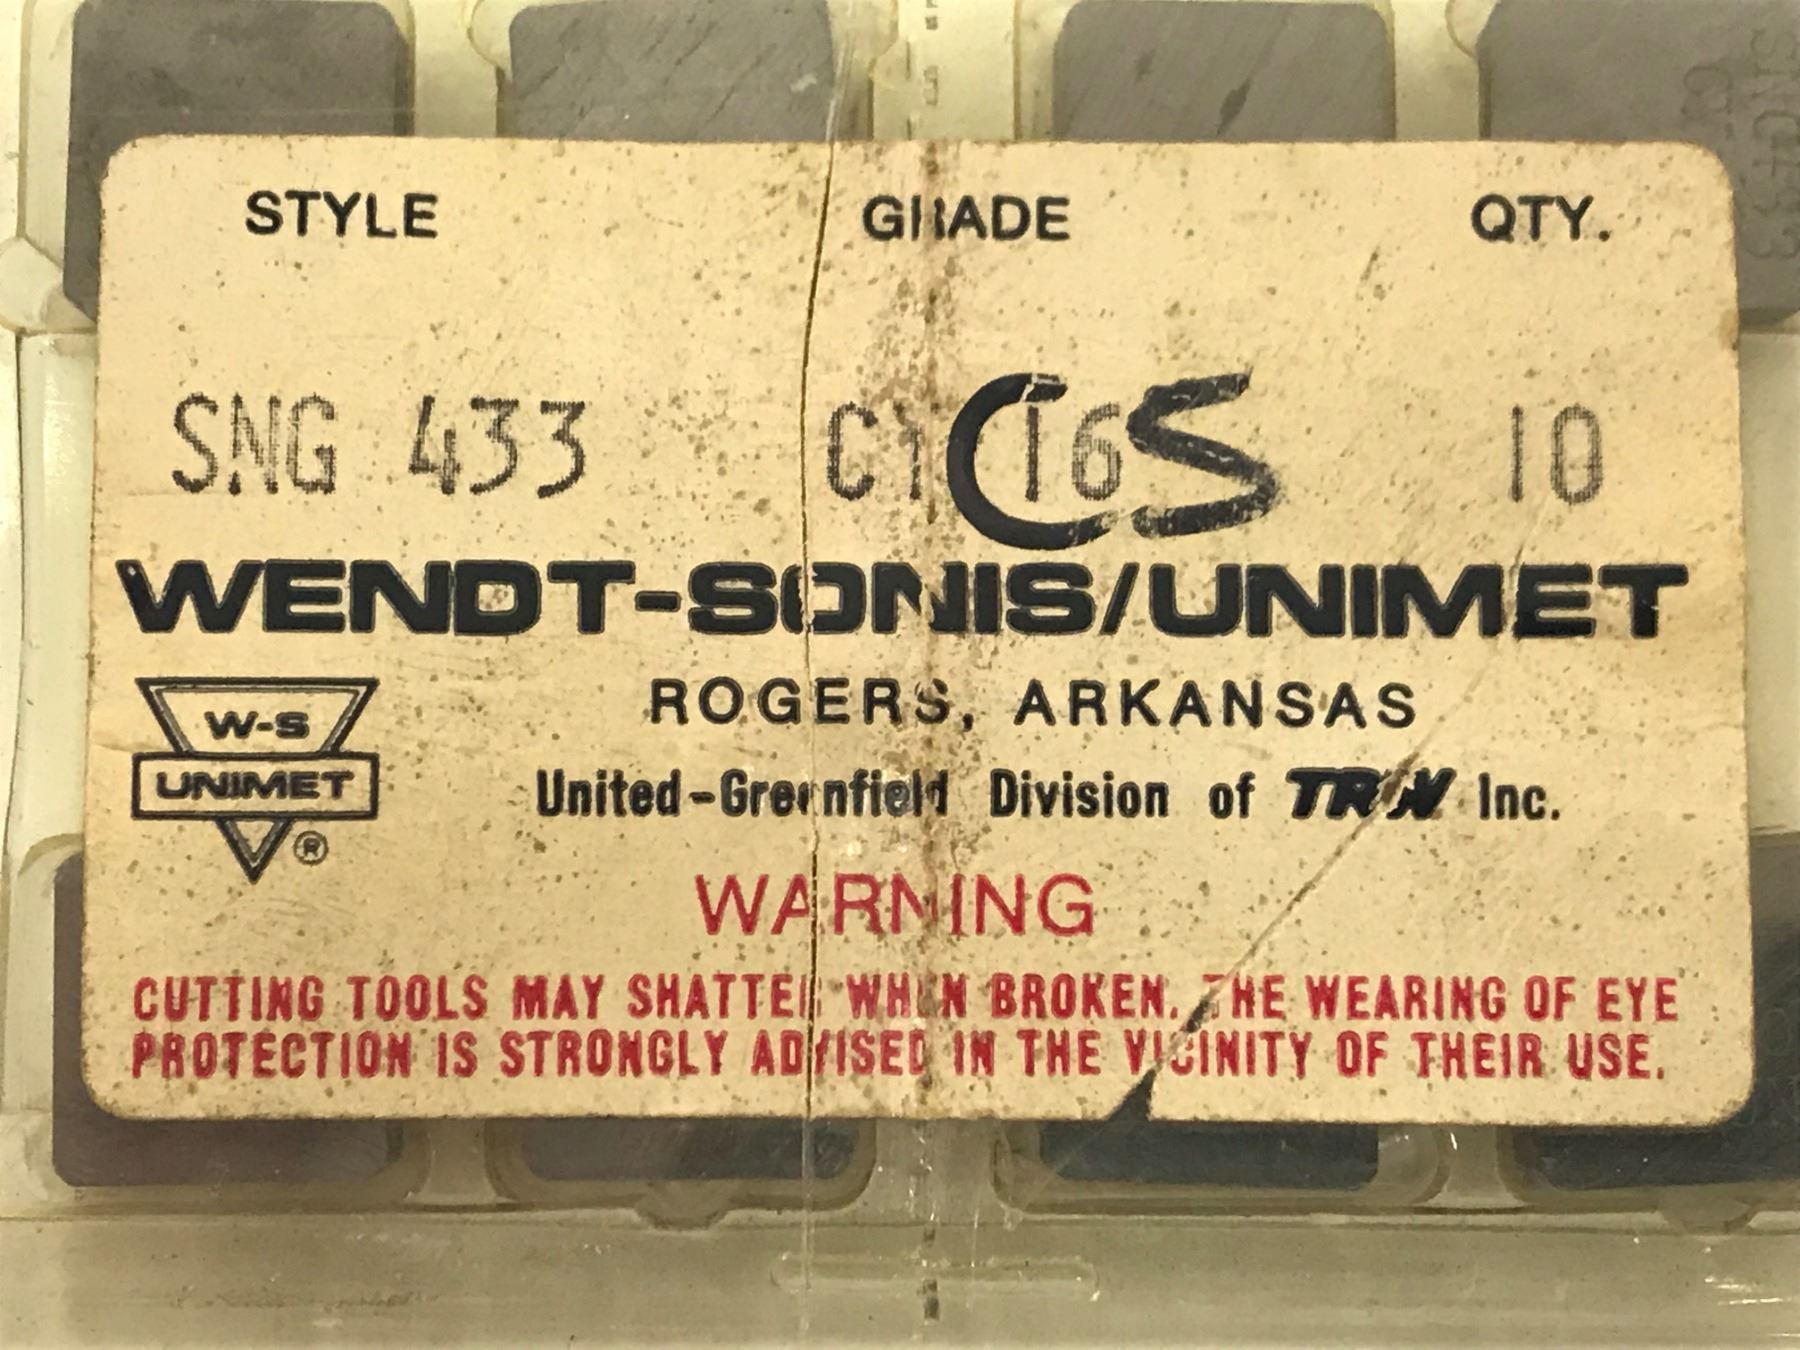 STYLE GRADE QTY.
SNG 433 CY16 CS 10
WENDT-SONIS/UNIMET
ROGERS, ARKANSAS
W-S
UNIMET
®
United-Greenfield Division of TRW Inc.
WARNING
CUTTING TOOLS MAY SHATTER WHEN BROKEN. THE WEARING OF EYE
PROTECTION IS STRONGLY ADVISED IN THE VICINITY OF THEIR USE.
SNG433